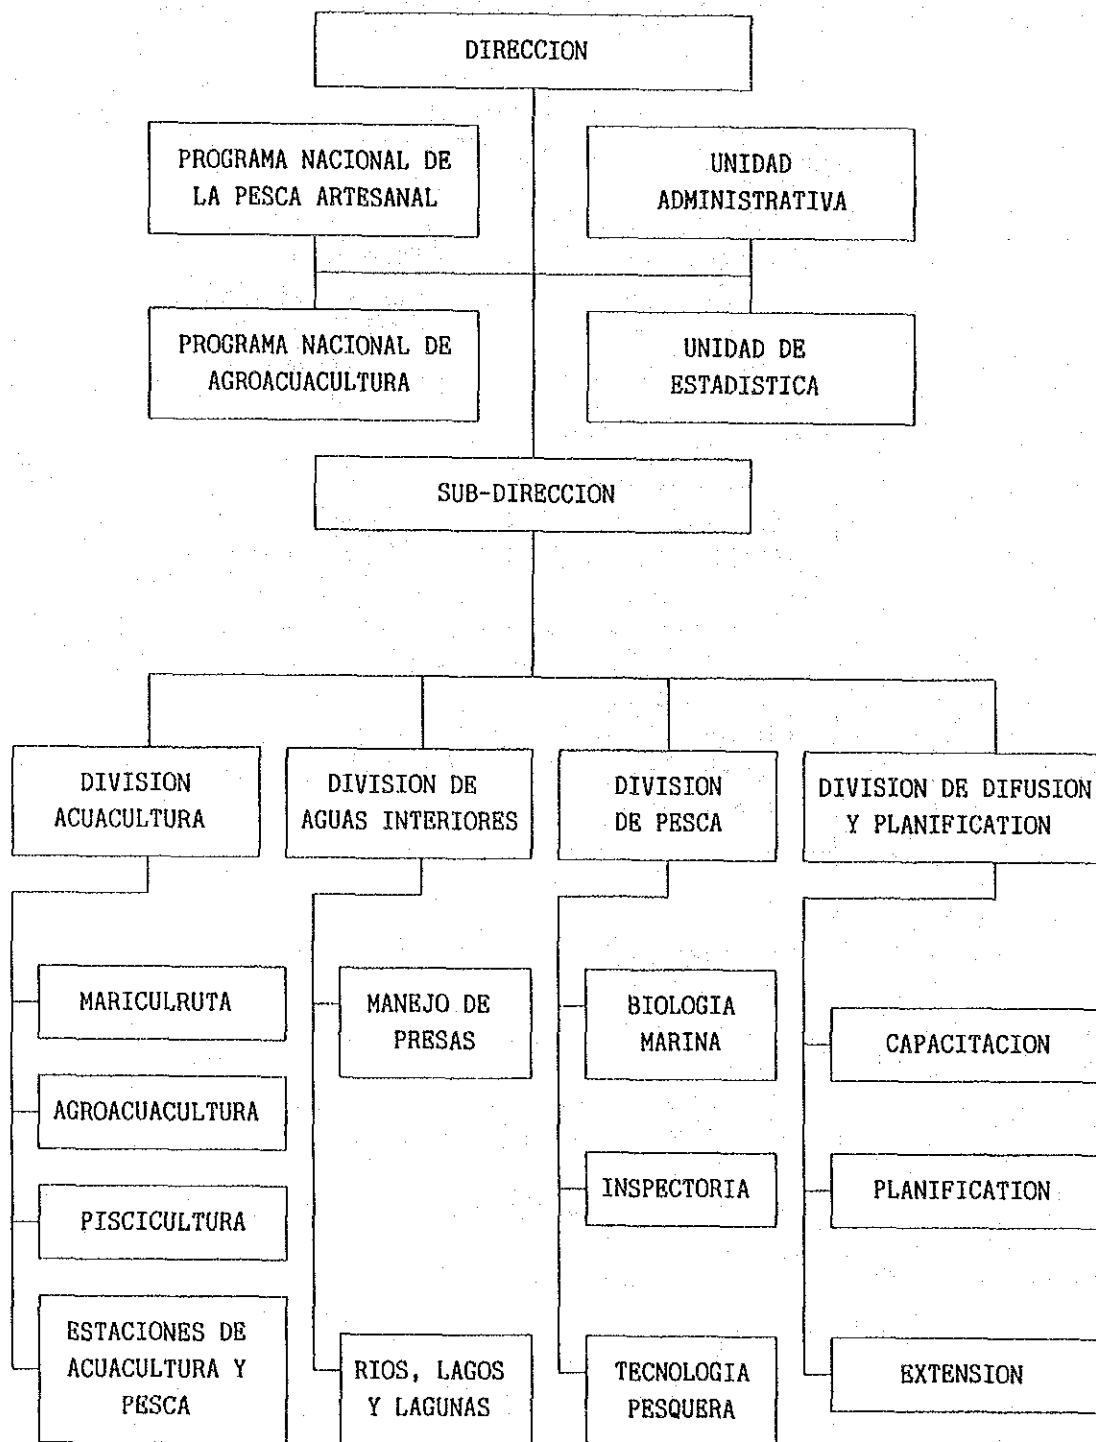 DIRECCION
PROGRAMA NACIONAL DE
LA PESCA ARTESANAL
UNIDAD
ADMINISTRATIVA
PROGRAMA NACIONAL DE
AGROACUACULTURA
UNIDAD DE
ESTADISTICA
SUB-DIRECCION
DIVISION
ACUACULTURA
DIVISION DE
AGUAS INTERIORES
DIVISION
DE PESCA
DIVISION DE DIFUSION
Y PLANIFICATION
MARICULRUTA
AGROACUACULTURA
PISCICULTURA
ESTACIONES DE
ACUACULTURA Y
PESCA
MANEJO DE
PRESAS
RIOS, LAGOS
Y LAGUNAS
BIOLOGIA
MARINA
INSPECTORIA
TECNOLOGIA
PESQUERA
CAPACITACION
PLANIFICATION
EXTENSION